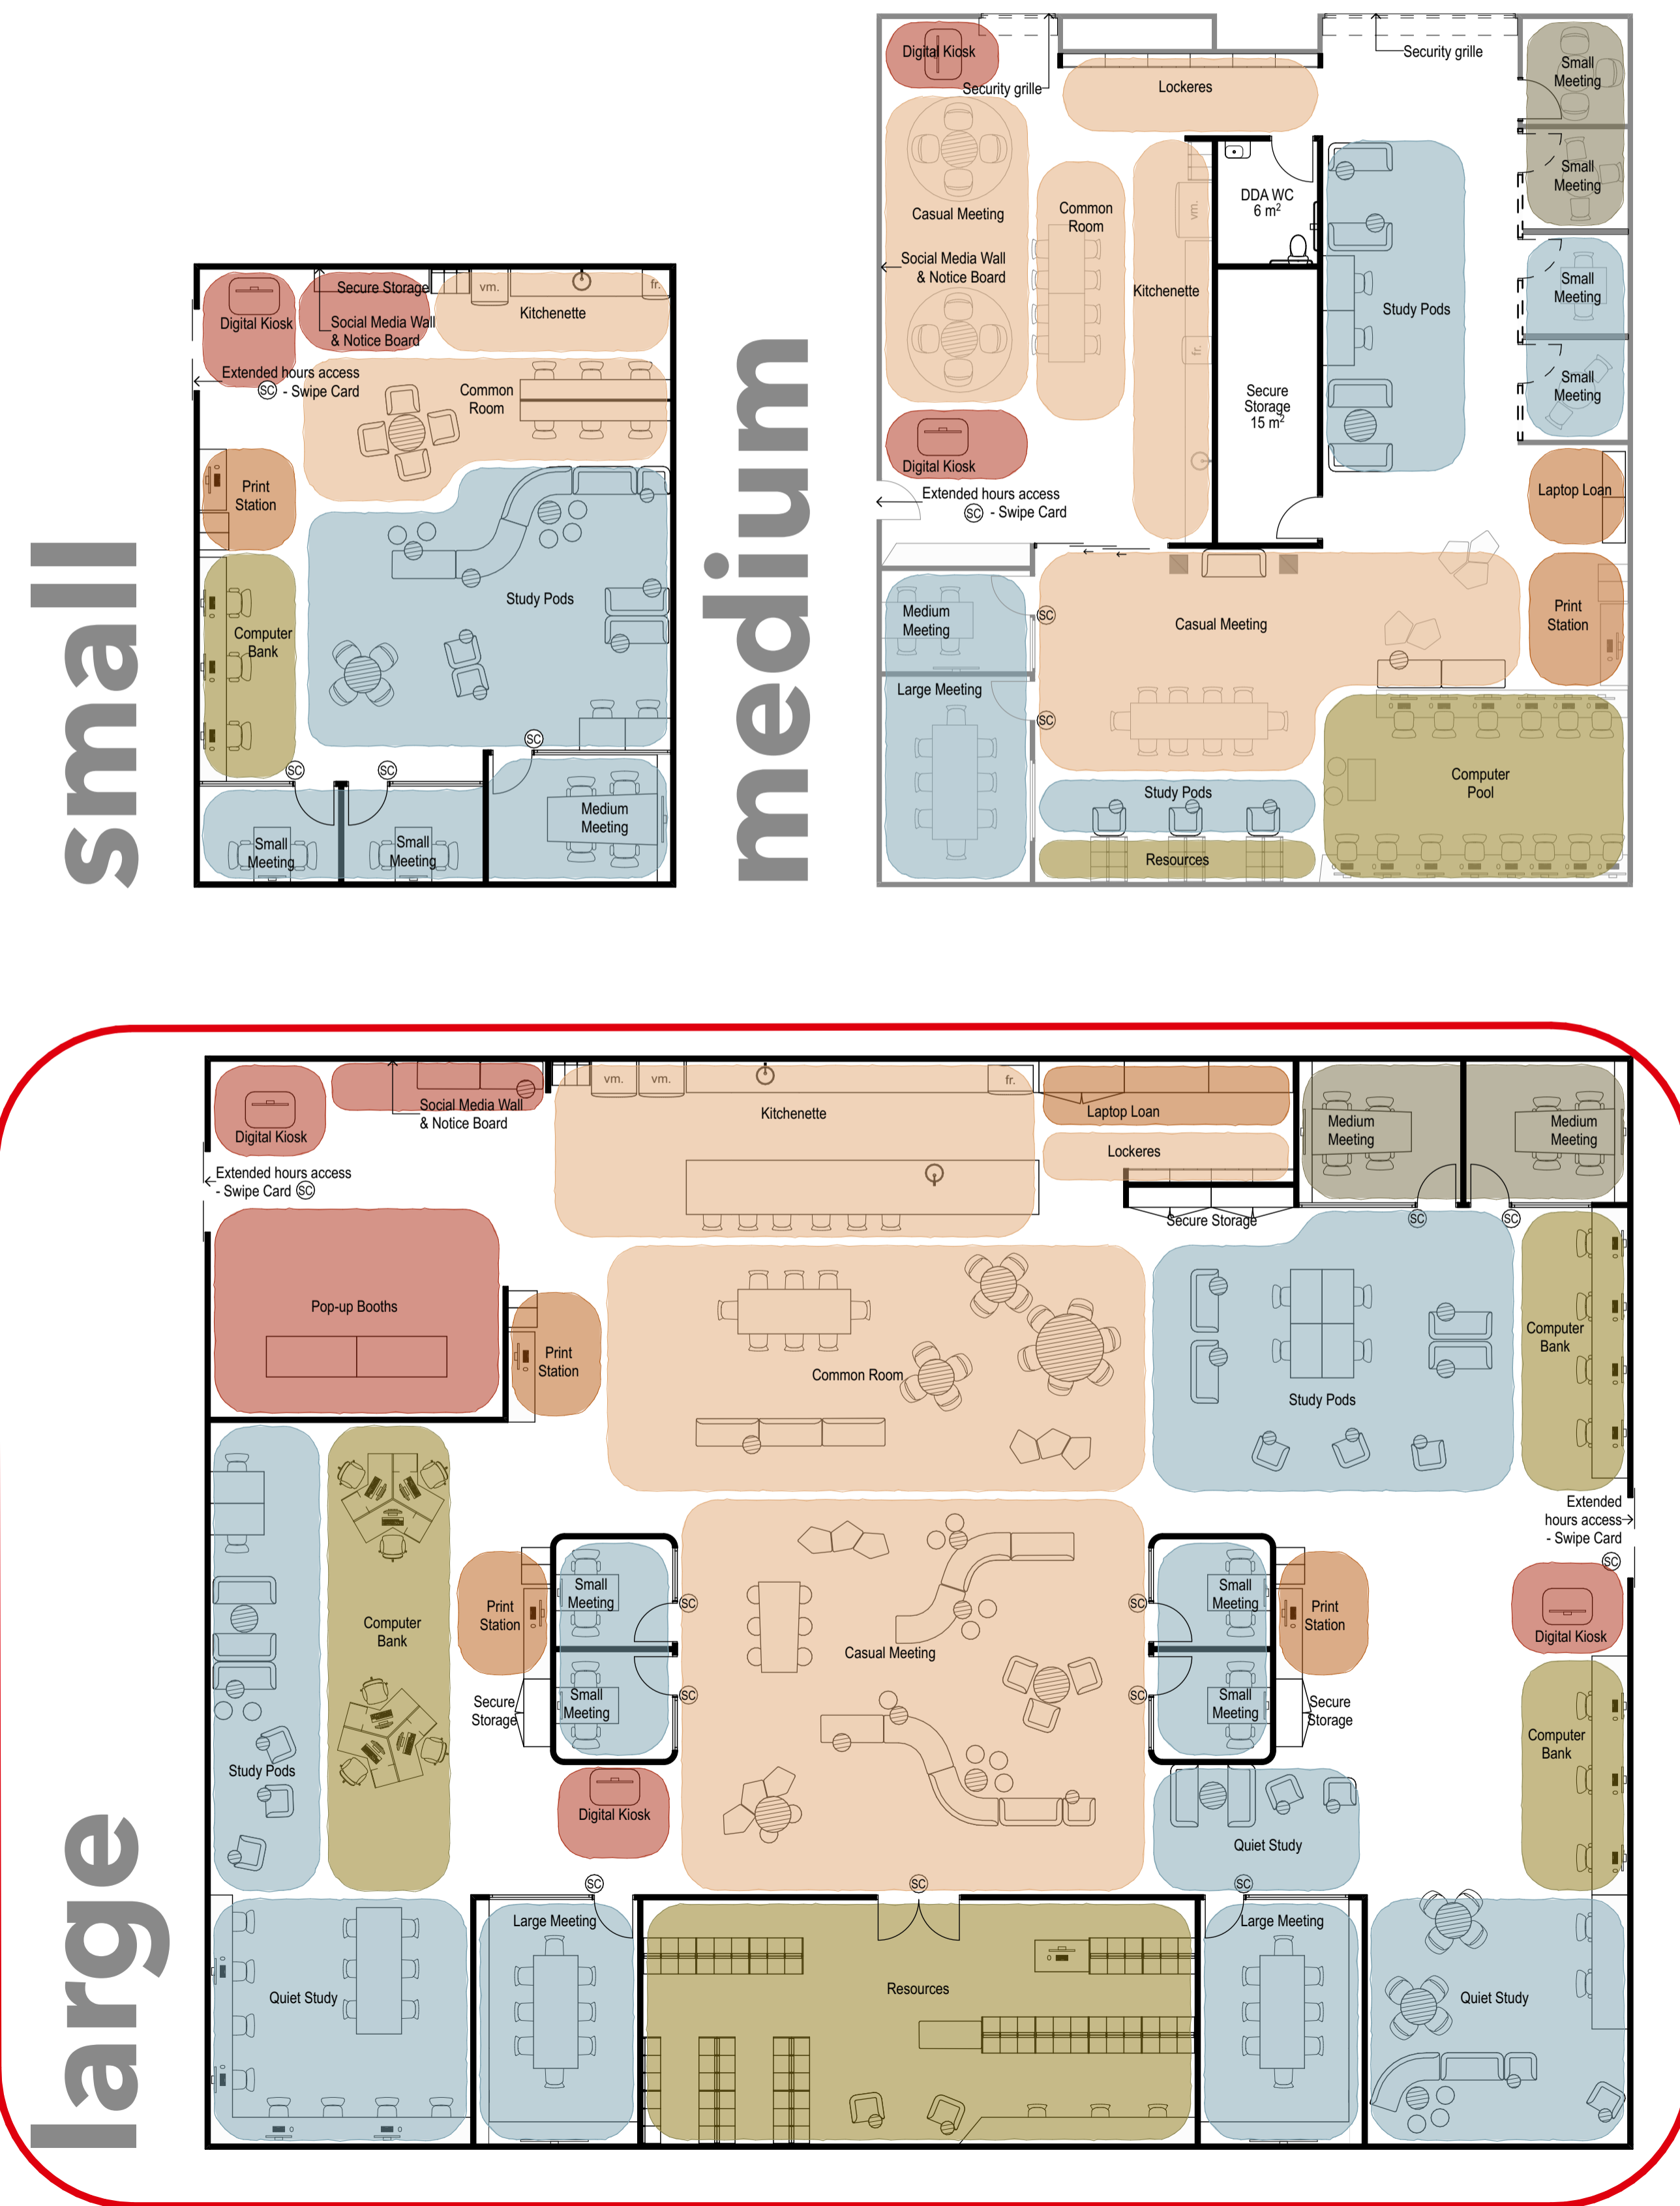 small
Digital Kiosk
Secure Storage
Social Media Wall
& Notice Board
vm.
fr.
Kitchenette
Extended hours access
SC - Swipe Card
Common
Room
Print
Station
Computer
Bank
Study Pods
SC
SC
SC
Small
Meeting
Small
Meeting
Medium
Meeting
medium
Digital Kiosk
Security grille
Lockeres
Security grille
Small
Meeting
Small
Meeting
Small
Meeting
Small
Meeting
Casual Meeting
Social Media Wall
& Notice Board
Common
Room
Kitchenette
vm.
fr.
DDA WC
6 m²
Secure
Storage
15 m²
Study Pods
Digital Kiosk
Extended hours access
SC - Swipe Card
Laptop Loan
Print
Station
Medium
Meeting
SC
Casual Meeting
Large Meeting
SC
Study Pods
Resources
Computer
Pool
large
Digital Kiosk
Social Media Wall
& Notice Board
Extended hours access
- Swipe Card SC
vm.
vm.
fr.
Kitchenette
Laptop Loan
Lockeres
Secure Storage
Medium
Meeting
Medium
Meeting
SC
SC
Pop-up Booths
Print
Station
Common Room
Study Pods
Computer
Bank
Extended
hours access
- Swipe Card
SC
Digital Kiosk
Computer
Bank
Study Pods
Computer
Bank
Print
Station
Secure
Storage
Small
Meeting
Small
Meeting
SC
SC
Casual Meeting
SC
SC
Small
Meeting
Small
Meeting
Print
Station
Secure
Storage
Digital Kiosk
Quiet Study
SC
SC
SC
Quiet Study
Large Meeting
Resources
Large Meeting
Quiet Study